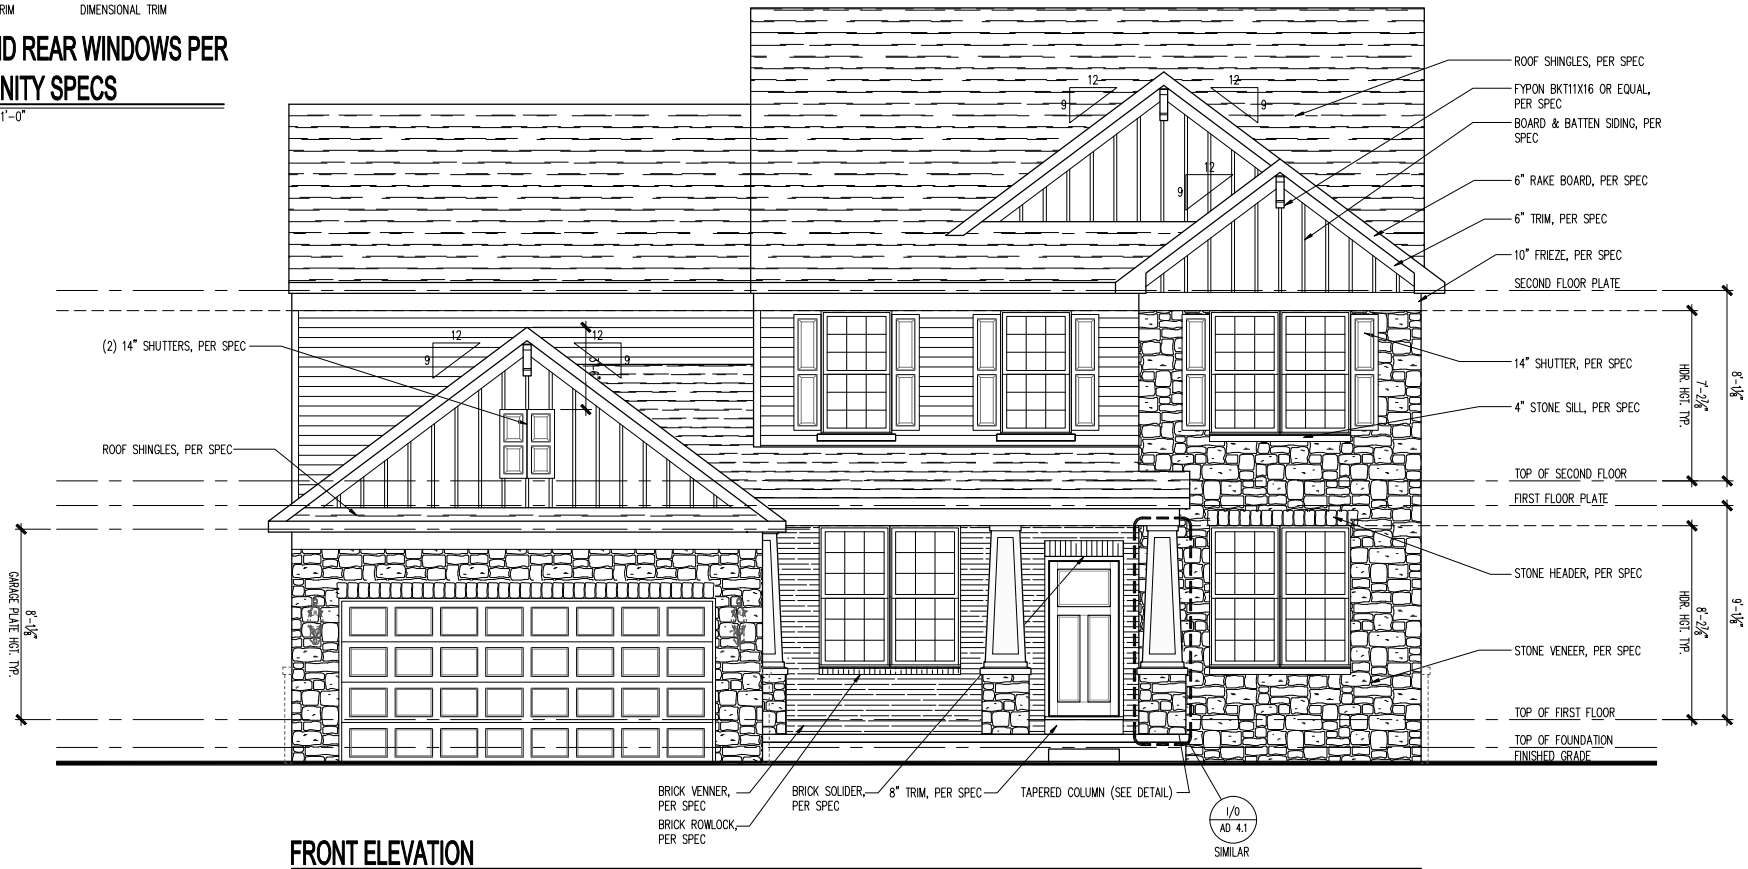 RIM
DIMENSIONAL TRIM
ID REAR WINDOWS PER
NITY SPECS
1'-0"
12
9
12
9
12
9
12
9
12
9
ROOF SHINGLES, PER SPEC
FYPON BKT11X16 OR EQUAL,
PER SPEC
BOARD & BATTEN SIDING, PER
SPEC
6" RAKE BOARD, PER SPEC
6" TRIM, PER SPEC
10" FRIEZE, PER SPEC
SECOND FLOOR PLATE
14" SHUTTER, PER SPEC
4" STONE SILL, PER SPEC
TOP OF SECOND FLOOR
FIRST FLOOR PLATE
STONE HEADER, PER SPEC
STONE VENEER, PER SPEC
TOP OF FIRST FLOOR
TOP OF FOUNDATION
FINISHED GRADE
7'-2⅞"
HDR. HGT. TYP.
8'-1⅛"
8'-2⅞"
HDR. HGT. TYP.
9'-1⅛"
(2) 14" SHUTTERS, PER SPEC
ROOF SHINGLES, PER SPEC
8'-1⅛"
GARAGE PLATE HGT. TYP.
BRICK VENNER,
PER SPEC
BRICK ROWLOCK,
PER SPEC
BRICK SOLIDER,
PER SPEC
8" TRIM, PER SPEC
TAPERED COLUMN (SEE DETAIL)
1/0
AD 4.1
SIMILAR
FRONT ELEVATION